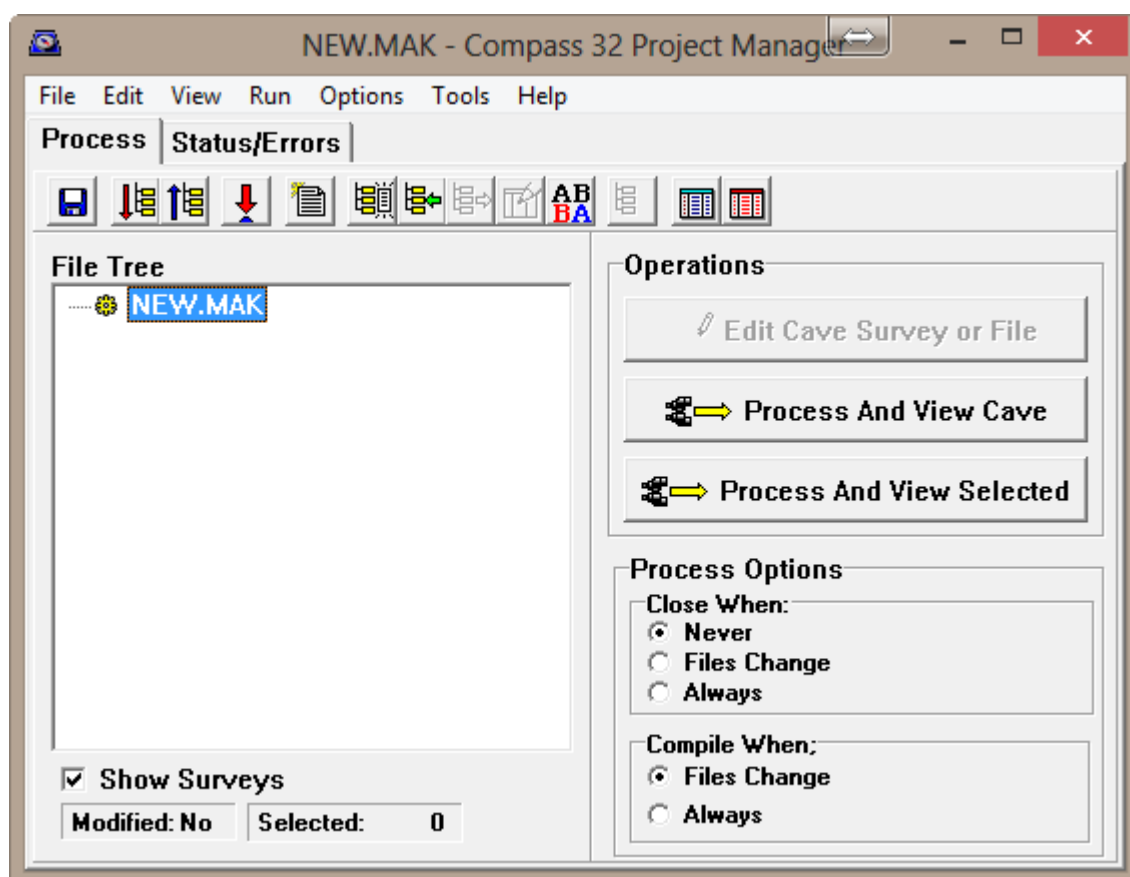 NEW.MAK - Compass 32 Project Manager
File Edit View Run Options Tools Help
Process Status/Errors
AB
BA
File Tree
NEW.MAK
Show Surveys
Modified: No Selected: 0
Operations
Edit Cave Survey or File
Process And View Cave
Process And View Selected
Process Options
Close When:
Never
Files Change
Always
Compile When;
Files Change
Always